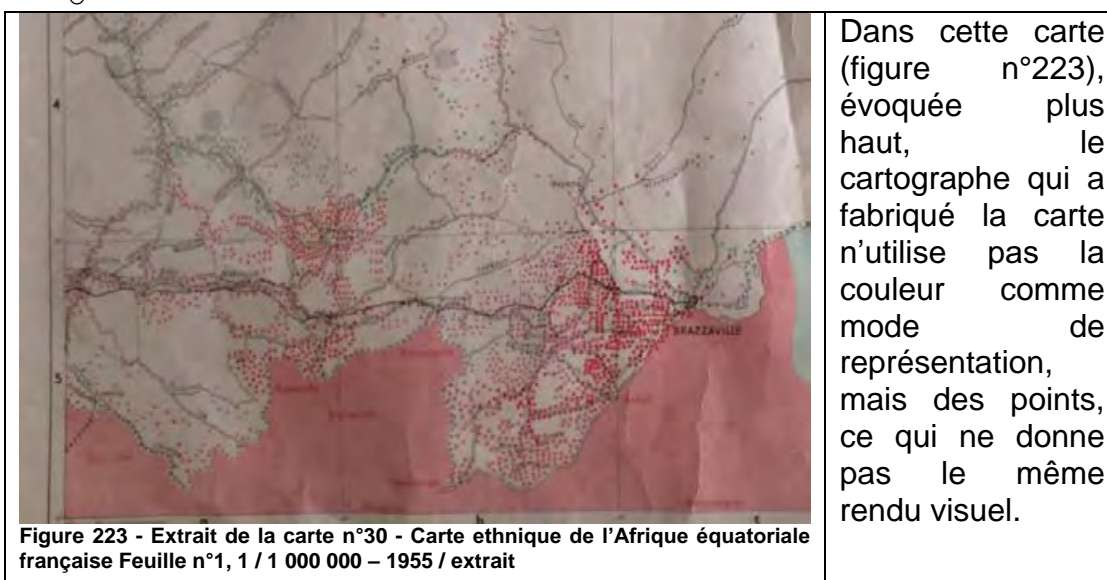 4
5
BRAZZAVILLE
Figure 223 - Extrait de la carte n°30 - Carte ethnique de l'Afrique équatoriale
française Feuille n°1, 1 / 1 000 000 – 1955 / extrait
Dans cette carte
(figure n°223),
évoquée plus
haut, le
cartographe qui a
fabriqué la carte
n'utilise pas la
couleur comme
mode de
représentation,
mais des points,
ce qui ne donne
pas le même
rendu visuel.